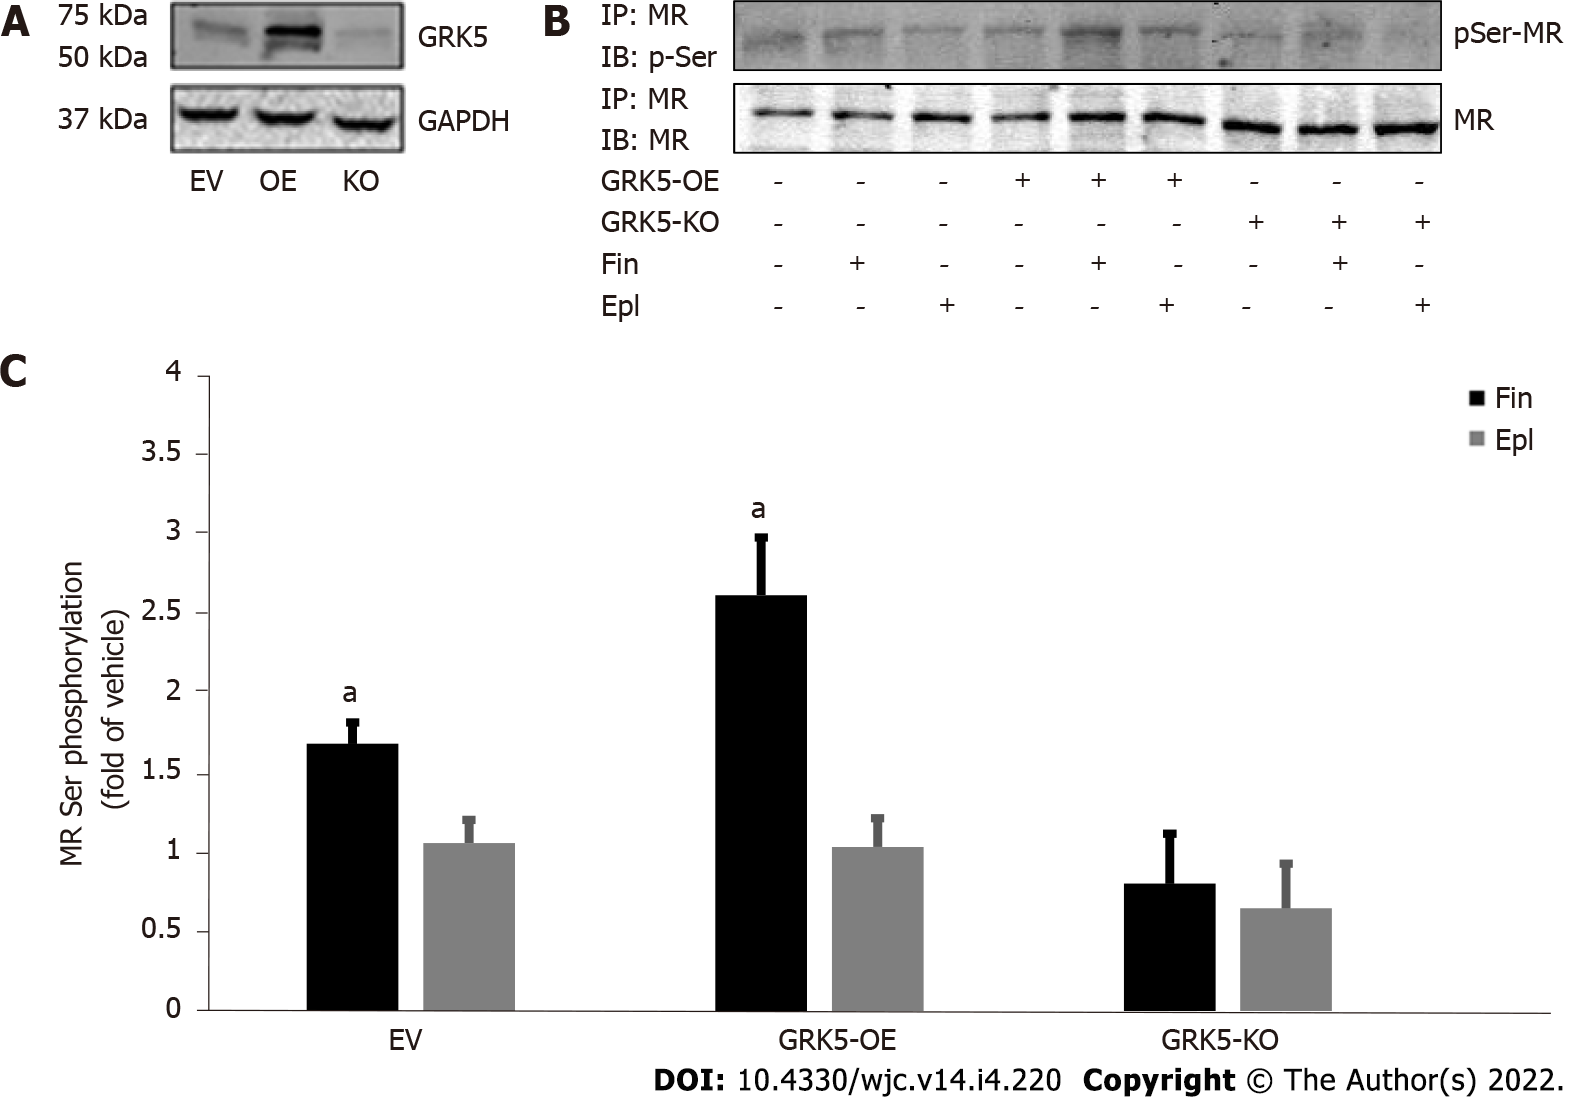 A
75 kDa
50 kDa
GRK5
37 kDa
GAPDH
EV OE KO
B
IP: MR
IB: p-Ser
pSer-MR
IP: MR
IB: MR
MR
GRK5-OE - - - + + + - - -
GRK5-KO - - - - - - + + +
Fin - + - - + - - + -
Epl - - + - - + - - +
C
4
3.5
3
2.5
2
1.5
1
0.5
0
MR Ser phosphorylation
(fold of vehicle)
a
a
Fin
Epl
EV GRK5-OE GRK5-KO
DOI: 10.4330/wjc.v14.i4.220 Copyright © The Author(s) 2022.